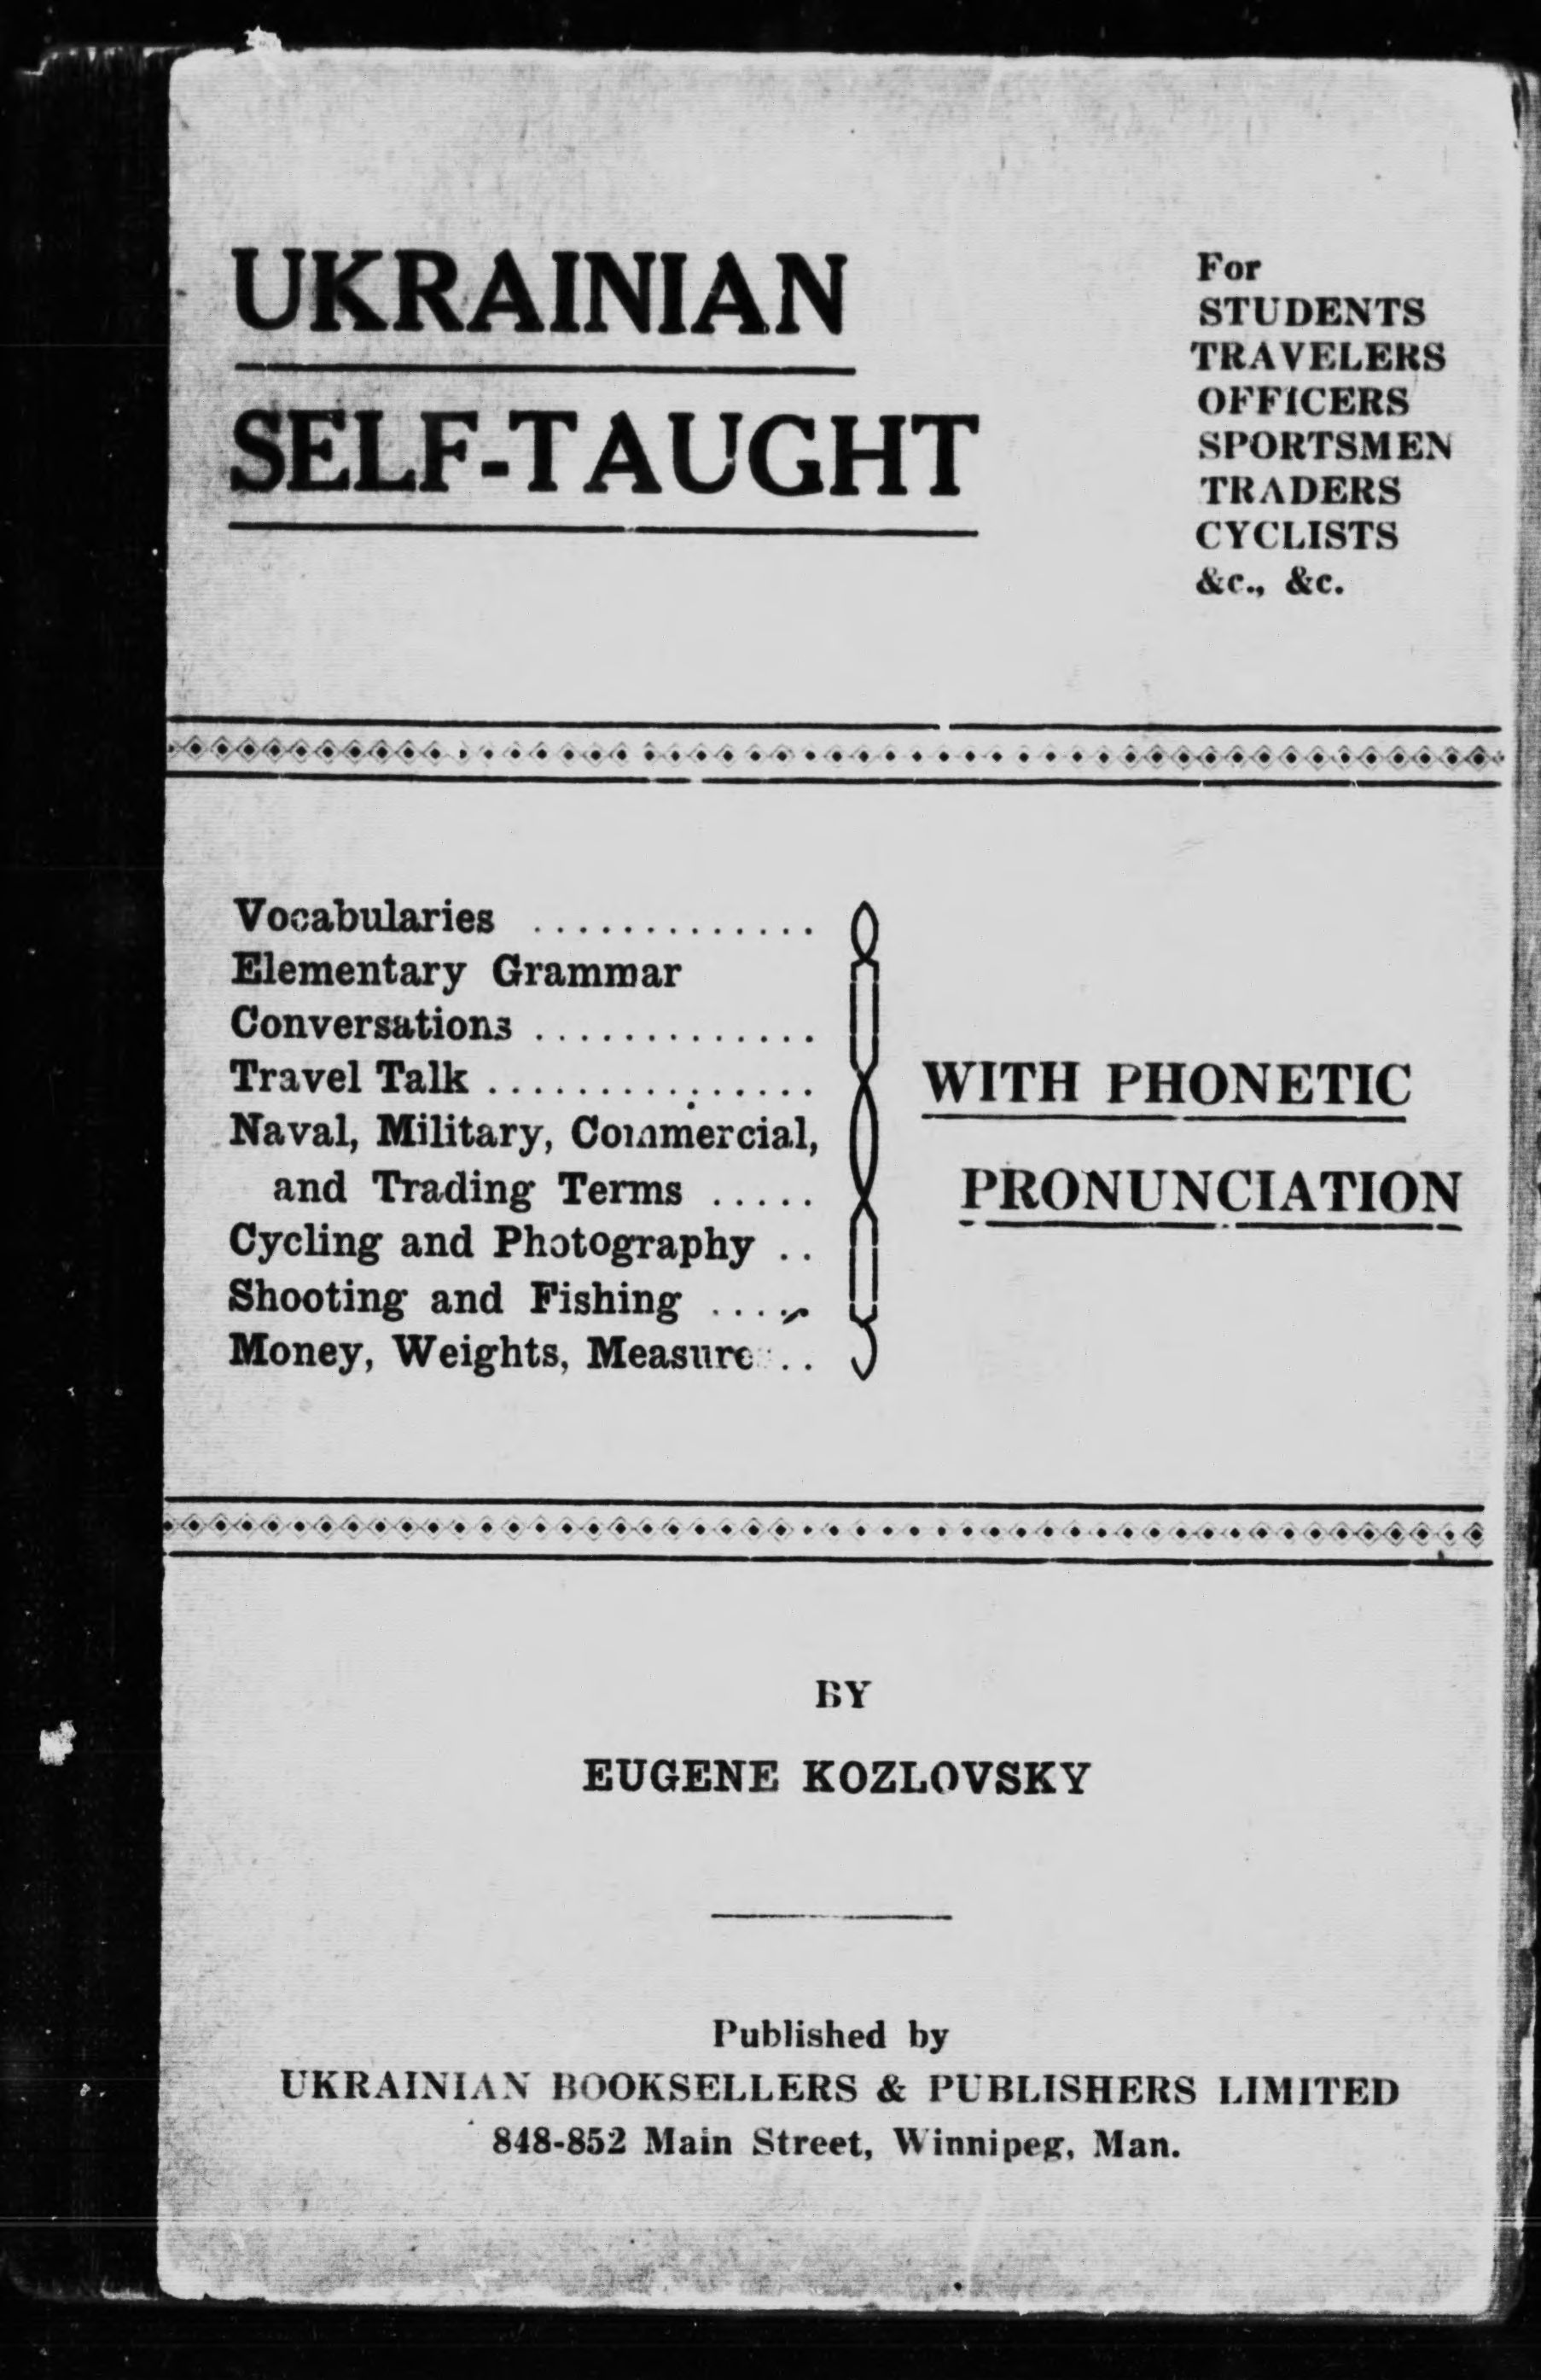 UKRAINIAN
SELF-TAUGHT
For
STUDENTS
TRAVELERS
OFFICERS
SPORTSMEN
TRADERS
CYCLISTS
&c., &c.
Vocabularies .............
Elementary Grammar
Conversations .............
Travel Talk ...............
Naval, Military, Commercial,
and Trading Terms .....
Cycling and Photography ..
Shooting and Fishing .....
Money, Weights, Measure ..
WITH PHONETIC
PRONUNCIATION
BY
EUGENE KOZLOVSKY
Published by
UKRAINIAN BOOKSELLERS & PUBLISHERS LIMITED
848-852 Main Street, Winnipeg, Man.